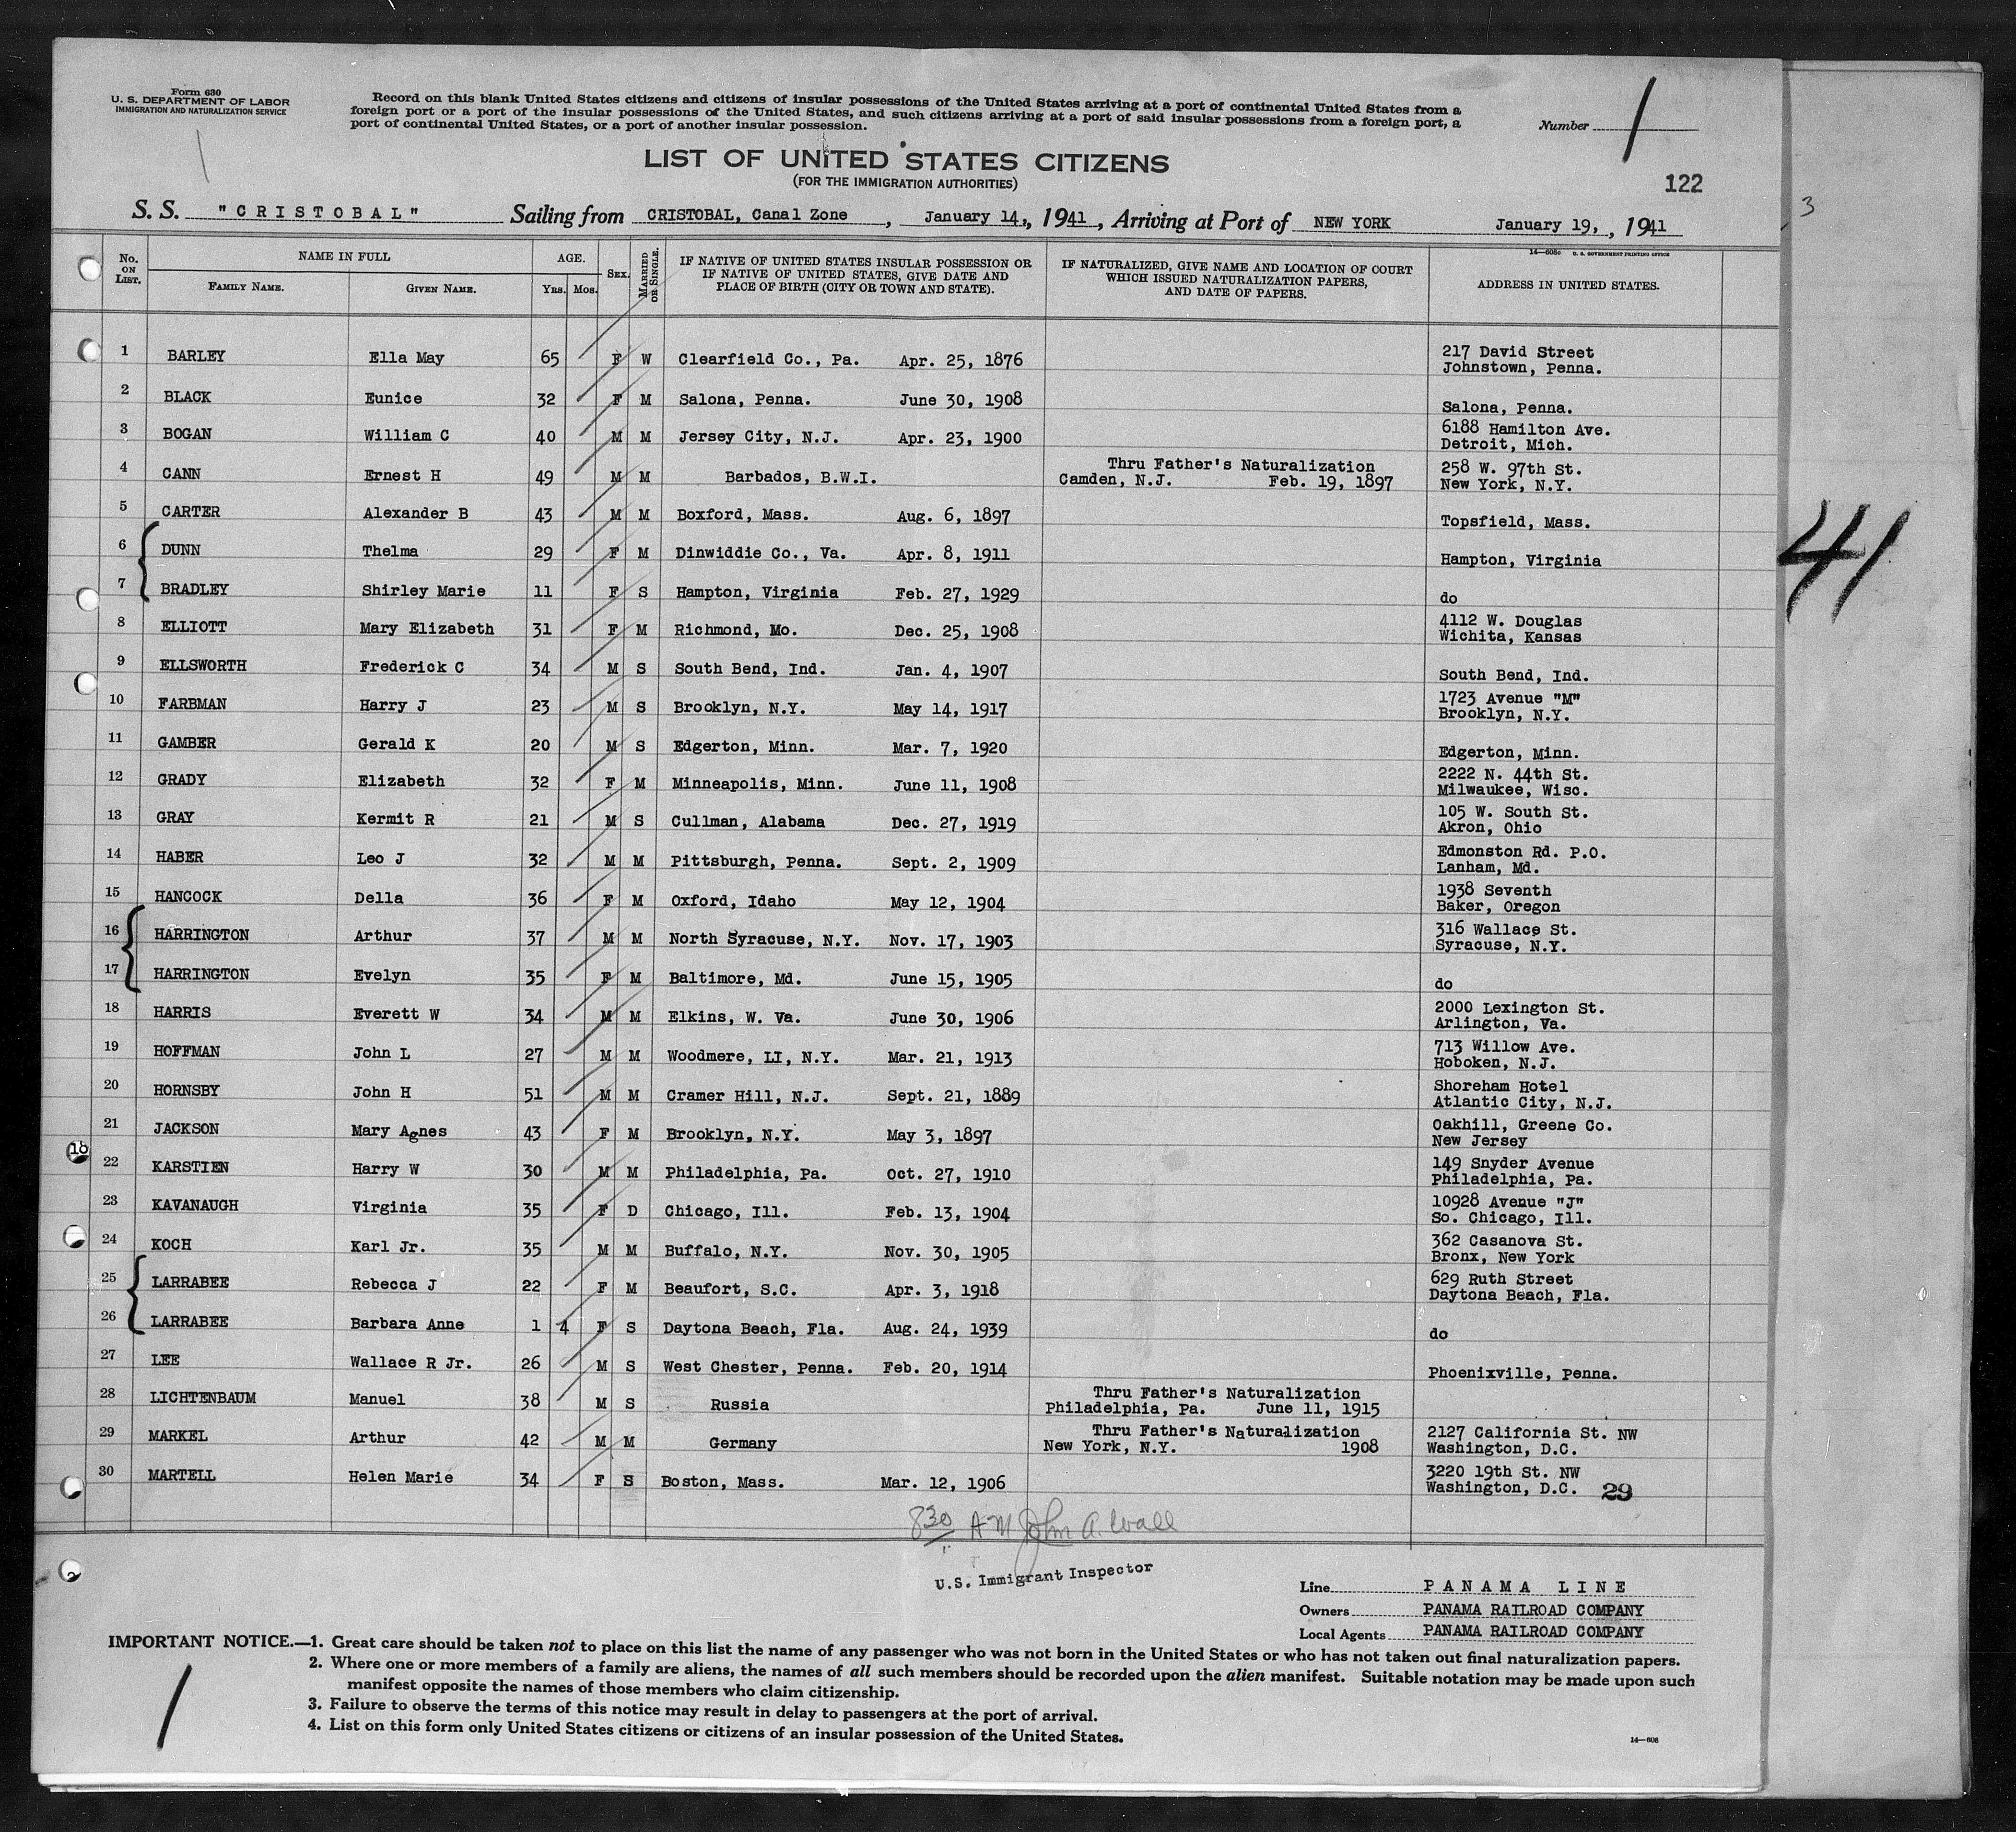 Form 630
U. S. DEPARTMENT OF LABOR
IMMIGRATION AND NATURALIZATION SERVICE
Record on this blank United States citizens and citizens of insular possessions of the United States arriving at a port of continental United States from a
foreign port or a port of the insular possessions of the United States, and such citizens arriving at a port of said insular possessions from a foreign port, a
port of continental United States, or a port of another insular possession.
Number 1
LIST OF UNITED STATES CITIZENS
(FOR THE IMMIGRATION AUTHORITIES)
122
3
S. S. "CRISTOBAL" Sailing from CRISTOBAL, Canal Zone, January 14, 1941, Arriving at Port of NEW YORK January 19, 1941
14—608c U. S. GOVERNMENT PRINTING OFFICE
No. ON LIST. NAME IN FULL FAMILY NAME. GIVEN NAME. AGE. Yrs. Mos. SEX. MARRIED OR SINGLE. IF NATIVE OF UNITED STATES INSULAR POSSESSION OR IF NATIVE OF UNITED STATES, GIVE DATE AND PLACE OF BIRTH (CITY OR TOWN AND STATE). IF NATURALIZED, GIVE NAME AND LOCATION OF COURT WHICH ISSUED NATURALIZATION PAPERS, AND DATE OF PAPERS. ADDRESS IN UNITED STATES.
1 BARLEY Ella May 65 F W Clearfield Co., Pa. Apr. 25, 1876 217 David Street Johnstown, Penna.
2 BLACK Eunice 32 F M Salona, Penna. June 30, 1908 Salona, Penna.
3 BOGAN William C 40 M M Jersey City, N.J. Apr. 23, 1900 6188 Hamilton Ave. Detroit, Mich.
4 CANN Ernest H 49 M M Barbados, B.W.I. Thru Father's Naturalization Camden, N.J. Feb. 19, 1897 258 W. 97th St. New York, N.Y.
5 CARTER Alexander B 43 M M Boxford, Mass. Aug. 6, 1897 Topsfield, Mass.
6 DUNN Thelma 29 F M Dinwiddie Co., Va. Apr. 8, 1911 Hampton, Virginia
41
7 BRADLEY Shirley Marie 11 F S Hampton, Virginia Feb. 27, 1929 do
8 ELLIOTT Mary Elizabeth 31 F M Richmond, Mo. Dec. 25, 1908 4112 W. Douglas Wichita, Kansas
9 ELLSWORTH Frederick C 34 M S South Bend, Ind. Jan. 4, 1907 South Bend, Ind.
10 FARBMAN Harry J 23 M S Brooklyn, N.Y. May 14, 1917 1723 Avenue "M" Brooklyn, N.Y.
11 GAMBER Gerald K 20 M S Edgerton, Minn. Mar. 7, 1920 Edgerton, Minn.
12 GRADY Elizabeth 32 F M Minneapolis, Minn. June 11, 1908 2222 N. 44th St. Milwaukee, Wisc.
13 GRAY Kermit R 21 M S Cullman, Alabama Dec. 27, 1919 105 W. South St. Akron, Ohio
14 HABER Leo J 32 M M Pittsburgh, Penna. Sept. 2, 1909 Edmonston Rd. P.O. Lanham, Md.
15 HANCOCK Della 36 F M Oxford, Idaho May 12, 1904 1938 Seventh Baker, Oregon
16 HARRINGTON Arthur 37 M M North Syracuse, N.Y. Nov. 17, 1903 316 Wallace St. Syracuse, N.Y.
17 HARRINGTON Evelyn 35 F M Baltimore, Md. June 15, 1905 do
18 HARRIS Everett W 34 M M Elkins, W. Va. June 30, 1906 2000 Lexington St. Arlington, Va.
19 HOFFMAN John L 27 M M Woodmere, LI, N.Y. Mar. 21, 1913 713 Willow Ave. Hoboken, N.J.
20 HORNSBY John H 51 M M Cramer Hill, N.J. Sept. 21, 1889 Shoreham Hotel Atlantic City, N.J.
21 JACKSON Mary Agnes 43 F M Brooklyn, N.Y. May 3, 1897 Oakhill, Greene Co. New Jersey
22 KARSTIEN Harry W 30 M M Philadelphia, Pa. Oct. 27, 1910 149 Snyder Avenue Philadelphia, Pa.
23 KAVANAUGH Virginia 35 F D Chicago, Ill. Feb. 13, 1904 10928 Avenue "J" So. Chicago, Ill.
24 KOCH Karl Jr. 35 M M Buffalo, N.Y. Nov. 30, 1905 362 Casanova St. Bronx, New York
25 LARRABEE Rebecca J 22 F M Beaufort, S.C. Apr. 3, 1918 629 Ruth Street Daytona Beach, Fla.
26 LARRABEE Barbara Anne 1 4 F S Daytona Beach, Fla. Aug. 24, 1939 do
27 LEE Wallace R Jr. 26 M S West Chester, Penna. Feb. 20, 1914 Phoenixville, Penna.
28 LICHTENBAUM Manuel 38 M S Russia Thru Father's Naturalization Philadelphia, Pa. June 11, 1915
29 MARKEL Arthur 42 M M Germany Thru Father's Naturalization New York, N.Y. 1908 2127 California St. NW Washington, D.C.
30 MARTELL Helen Marie 34 F S Boston, Mass. Mar. 12, 1906 3220 19th St. NW Washington, D.C. 29
830 AM John A. Wall
U.S. Immigrant Inspector
Line PANAMA LINE
Owners PANAMA RAILROAD COMPANY
Local Agents PANAMA RAILROAD COMPANY
IMPORTANT NOTICE.—1. Great care should be taken not to place on this list the name of any passenger who was not born in the United States or who has not taken out final naturalization papers.
2. Where one or more members of a family are aliens, the names of all such members should be recorded upon the alien manifest. Suitable notation may be made upon such
manifest opposite the names of those members who claim citizenship.
3. Failure to observe the terms of this notice may result in delay to passengers at the port of arrival.
4. List on this form only United States citizens or citizens of an insular possession of the United States.
1
14—608